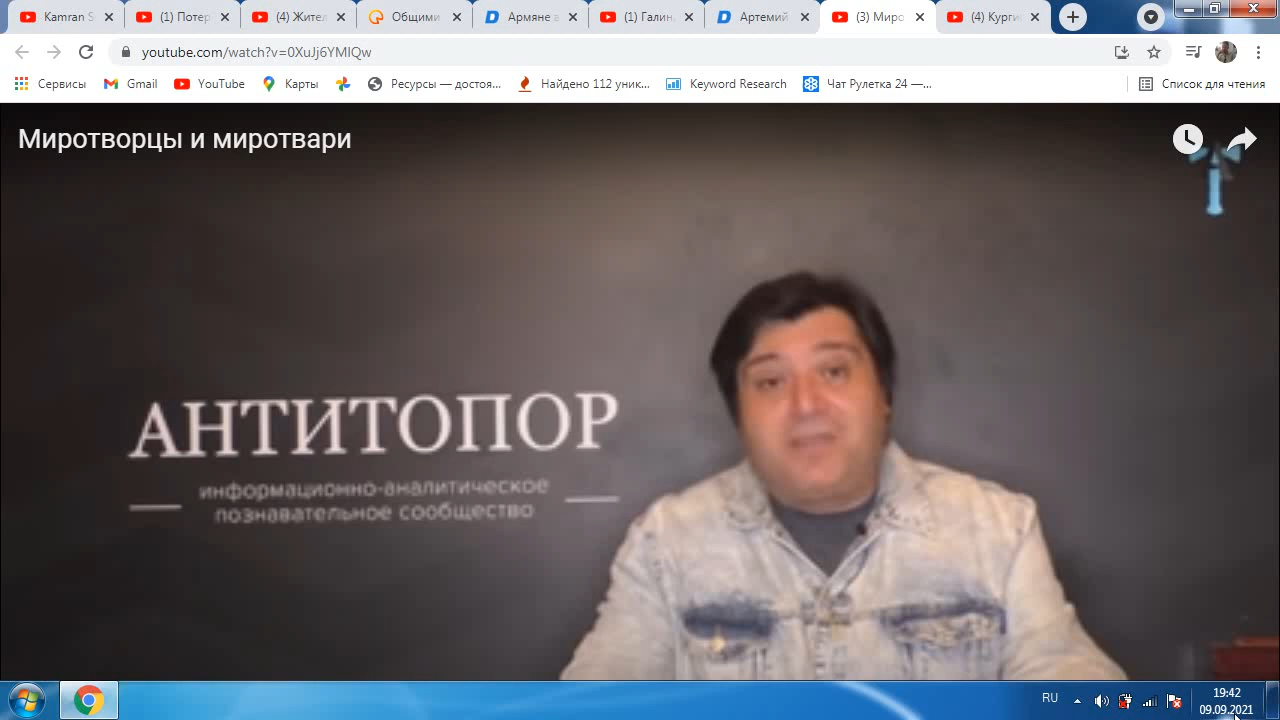 Kamran S
(1) Потер
(4) Жител
Общими
Армянс
(1) Галин
Артемий
(3) Миро
(4) Курги
youtube.com/watch?v=0XuJj6YMlQw
Сервисы
Gmail
YouTube
Карты
Ресурсы — достоя...
Найдено 112 уник...
Keyword Research
Чат Рулетка 24 —...
Список для чтения
Миротворцы и миротвари
АНТИТОПОР
информационно-аналитическое
познавательное сообщество
RU
19:42
09.09.2021